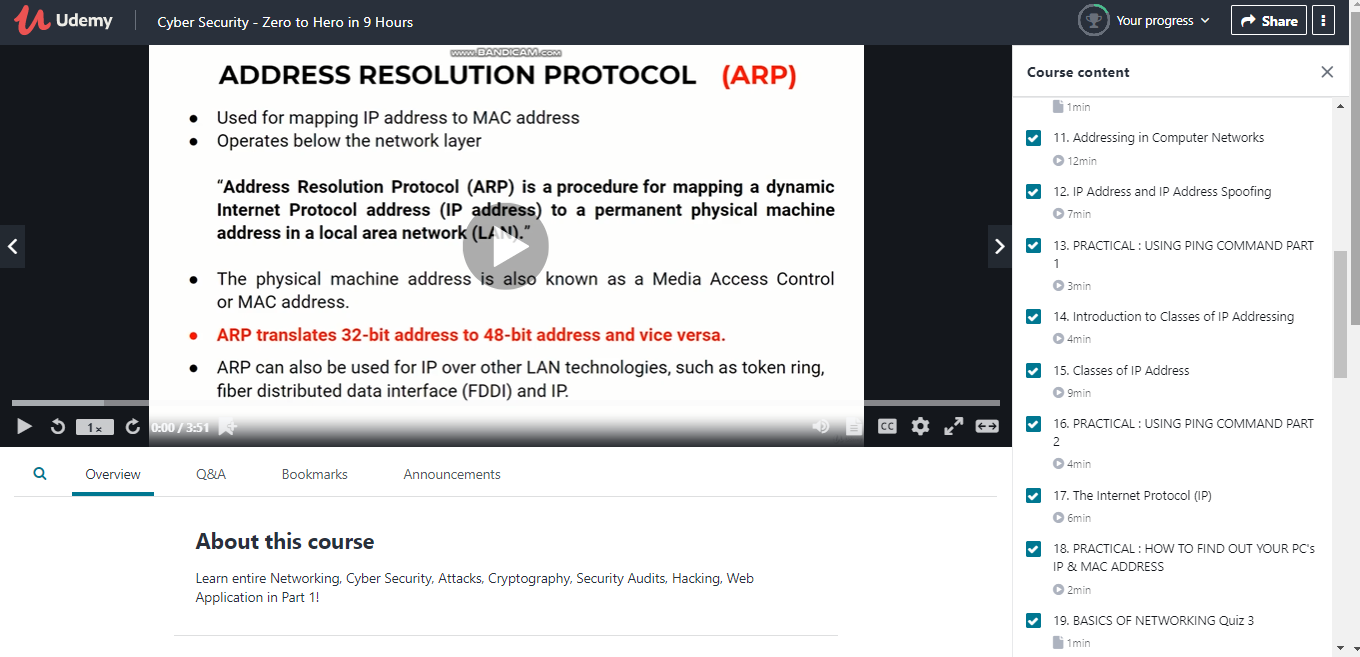 Udemy
Cyber Security - Zero to Hero in 9 Hours
Your progress
Share
www.BANDICAM.com
ADDRESS RESOLUTION PROTOCOL (ARP)
● Used for mapping IP address to MAC address
● Operates below the network layer
“Address Resolution Protocol (ARP) is a procedure for mapping a dynamic
Internet Protocol address (IP address) to a permanent physical machine
address in a local area network (LAN).”
● The physical machine address is also known as a Media Access Control
or MAC address.
● ARP translates 32-bit address to 48-bit address and vice versa.
● ARP can also be used for IP over other LAN technologies, such as token ring,
fiber distributed data interface (FDDI) and IP.
1x
0:00 / 3:51
CC
Overview
Q&A
Bookmarks
Announcements
About this course
Learn entire Networking, Cyber Security, Attacks, Cryptography, Security Audits, Hacking, Web
Application in Part 1!
Course content
1min
11. Addressing in Computer Networks
12min
12. IP Address and IP Address Spoofing
7min
13. PRACTICAL : USING PING COMMAND PART
1
3min
14. Introduction to Classes of IP Addressing
4min
15. Classes of IP Address
9min
16. PRACTICAL : USING PING COMMAND PART
2
4min
17. The Internet Protocol (IP)
6min
18. PRACTICAL : HOW TO FIND OUT YOUR PC's
IP & MAC ADDRESS
2min
19. BASICS OF NETWORKING Quiz 3
1min